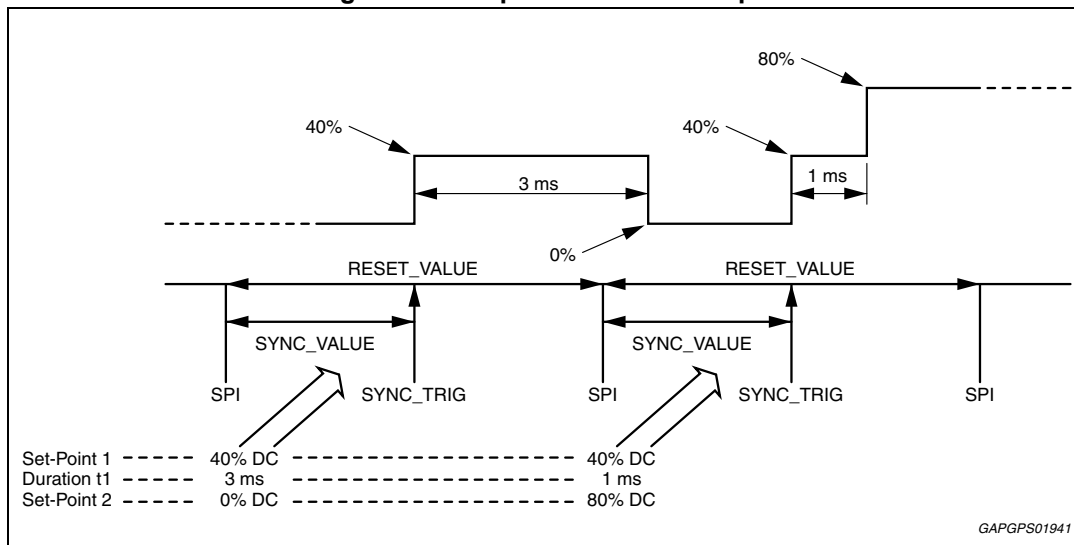 80%
40%
40%
3 ms
1 ms
0%
RESET_VALUE
RESET_VALUE
SYNC_VALUE
SYNC_VALUE
SPI
SYNC_TRIG
SPI
SYNC_TRIG
SPI
Set-Point 1 40% DC 40% DC
Duration t1 3 ms 1 ms
Set-Point 2 0% DC 80% DC
GAPGPS01941